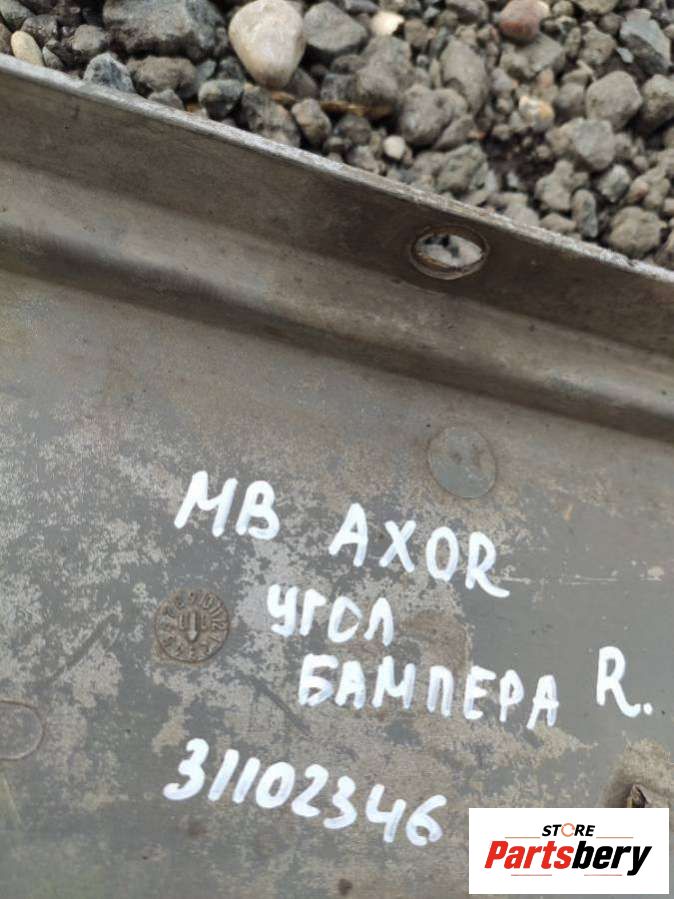 MB AXOR
УГОЛ
БАМПЕРА R.
31102346
STORE
Partsbery